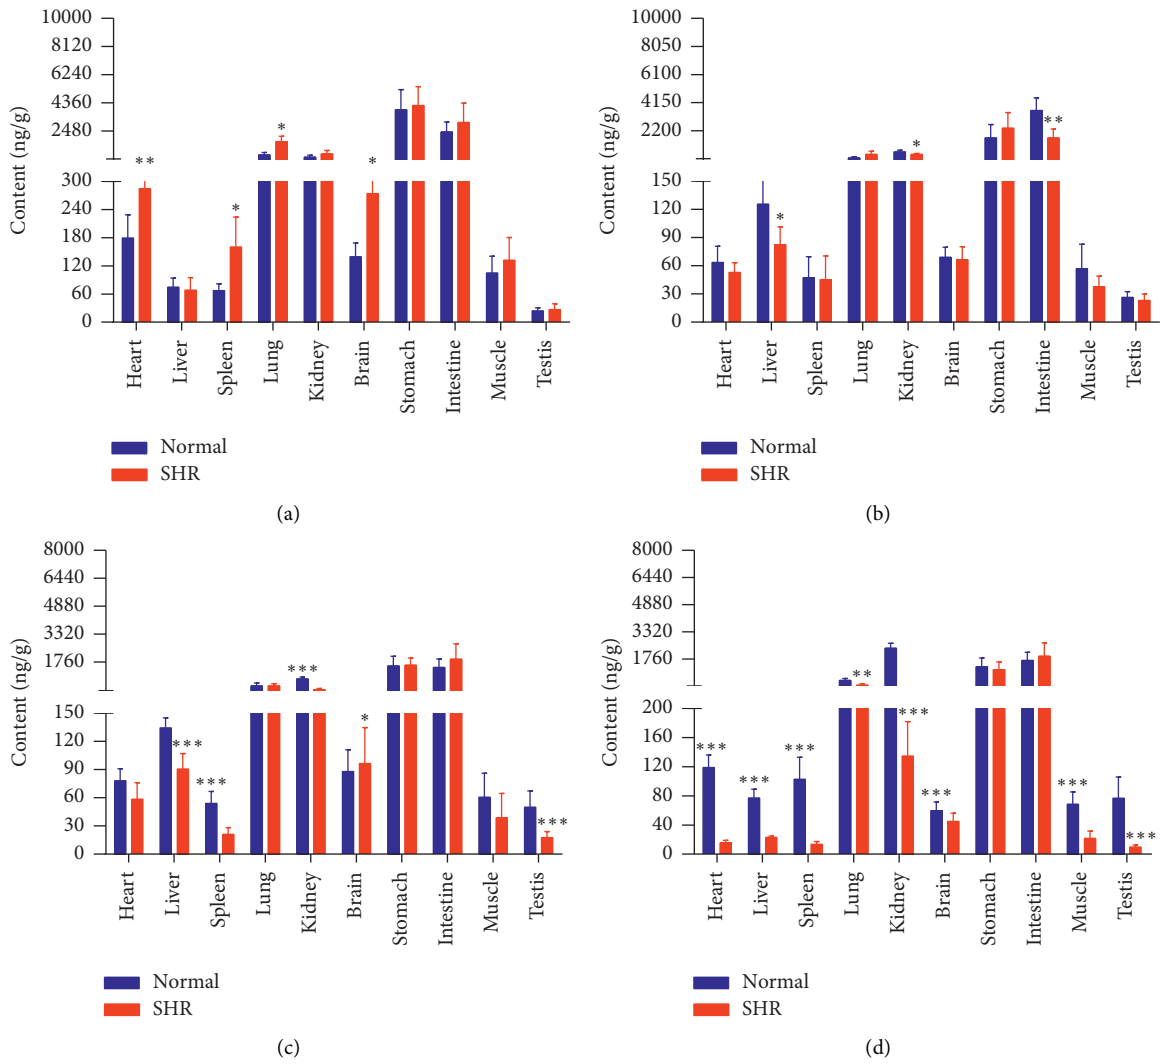 Content (ng/g)
10000
8120
6240
4360
2480
300
240
180
120
60
0
** * * *
Heart Liver Spleen Lung Kidney Brain Stomach Intestine Muscle Testis
Normal
SHR
(a)
Content (ng/g)
10000
8050
6100
4150
2200
150
120
90
60
30
0
* * **
Heart Liver Spleen Lung Kidney Brain Stomach Intestine Muscle Testis
Normal
SHR
(b)
Content (ng/g)
8000
6440
4880
3320
1760
150
120
90
60
30
0
*** *** *** * ***
Heart Liver Spleen Lung Kidney Brain Stomach Intestine Muscle Testis
Normal
SHR
(c)
Content (ng/g)
8000
6440
4880
3320
1760
200
160
120
80
40
0
*** *** *** ** *** *** *** ***
Heart Liver Spleen Lung Kidney Brain Stomach Intestine Muscle Testis
Normal
SHR
(d)